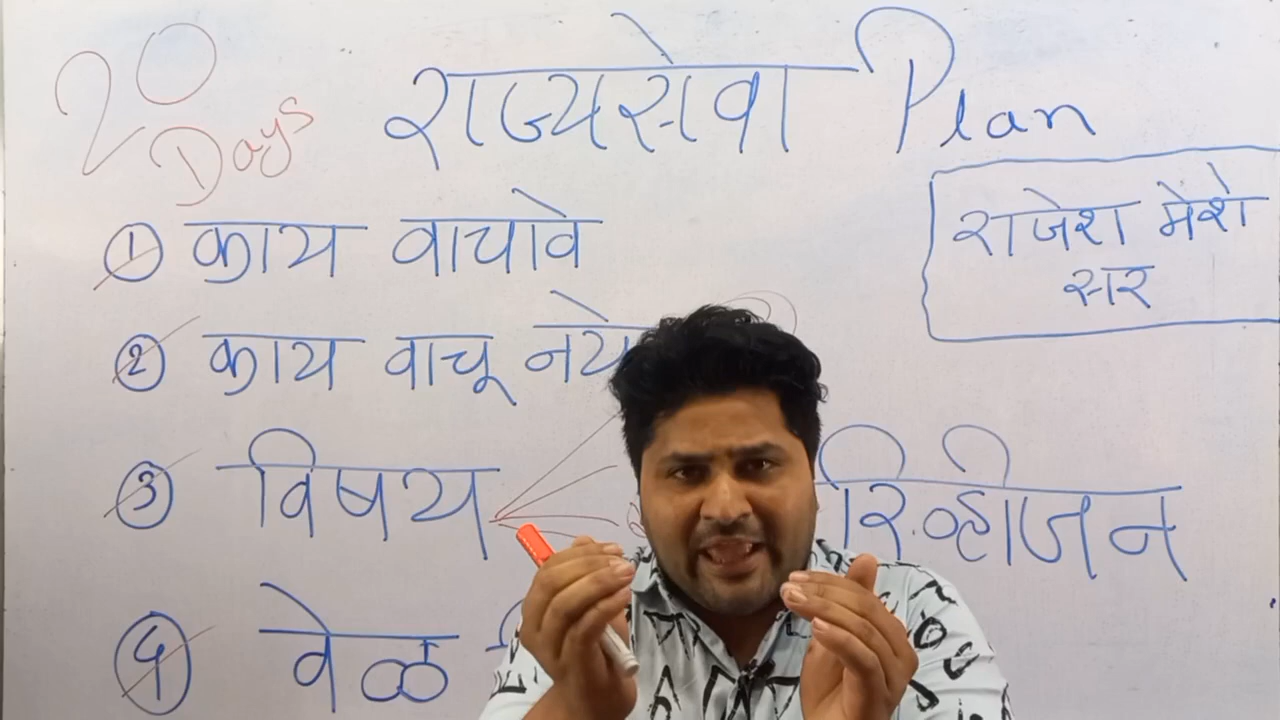 20 Days
राज्यसेवा Plan
राजेश मेशे
सर
① काय वाचावे
② काय वाचू नये
③ विषय रिव्हीजन
④ वेळ